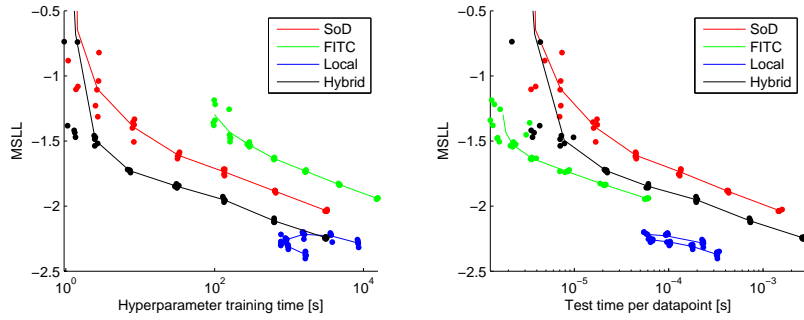 −0.5
−1
−1.5
−2
−2.5
MSLL
10^0
10^2
10^4
Hyperparameter training time [s]
SoD
FITC
Local
Hybrid
−0.5
−1
−1.5
−2
−2.5
MSLL
10^−5
10^−4
10^−3
Test time per datapoint [s]
SoD
FITC
Local
Hybrid